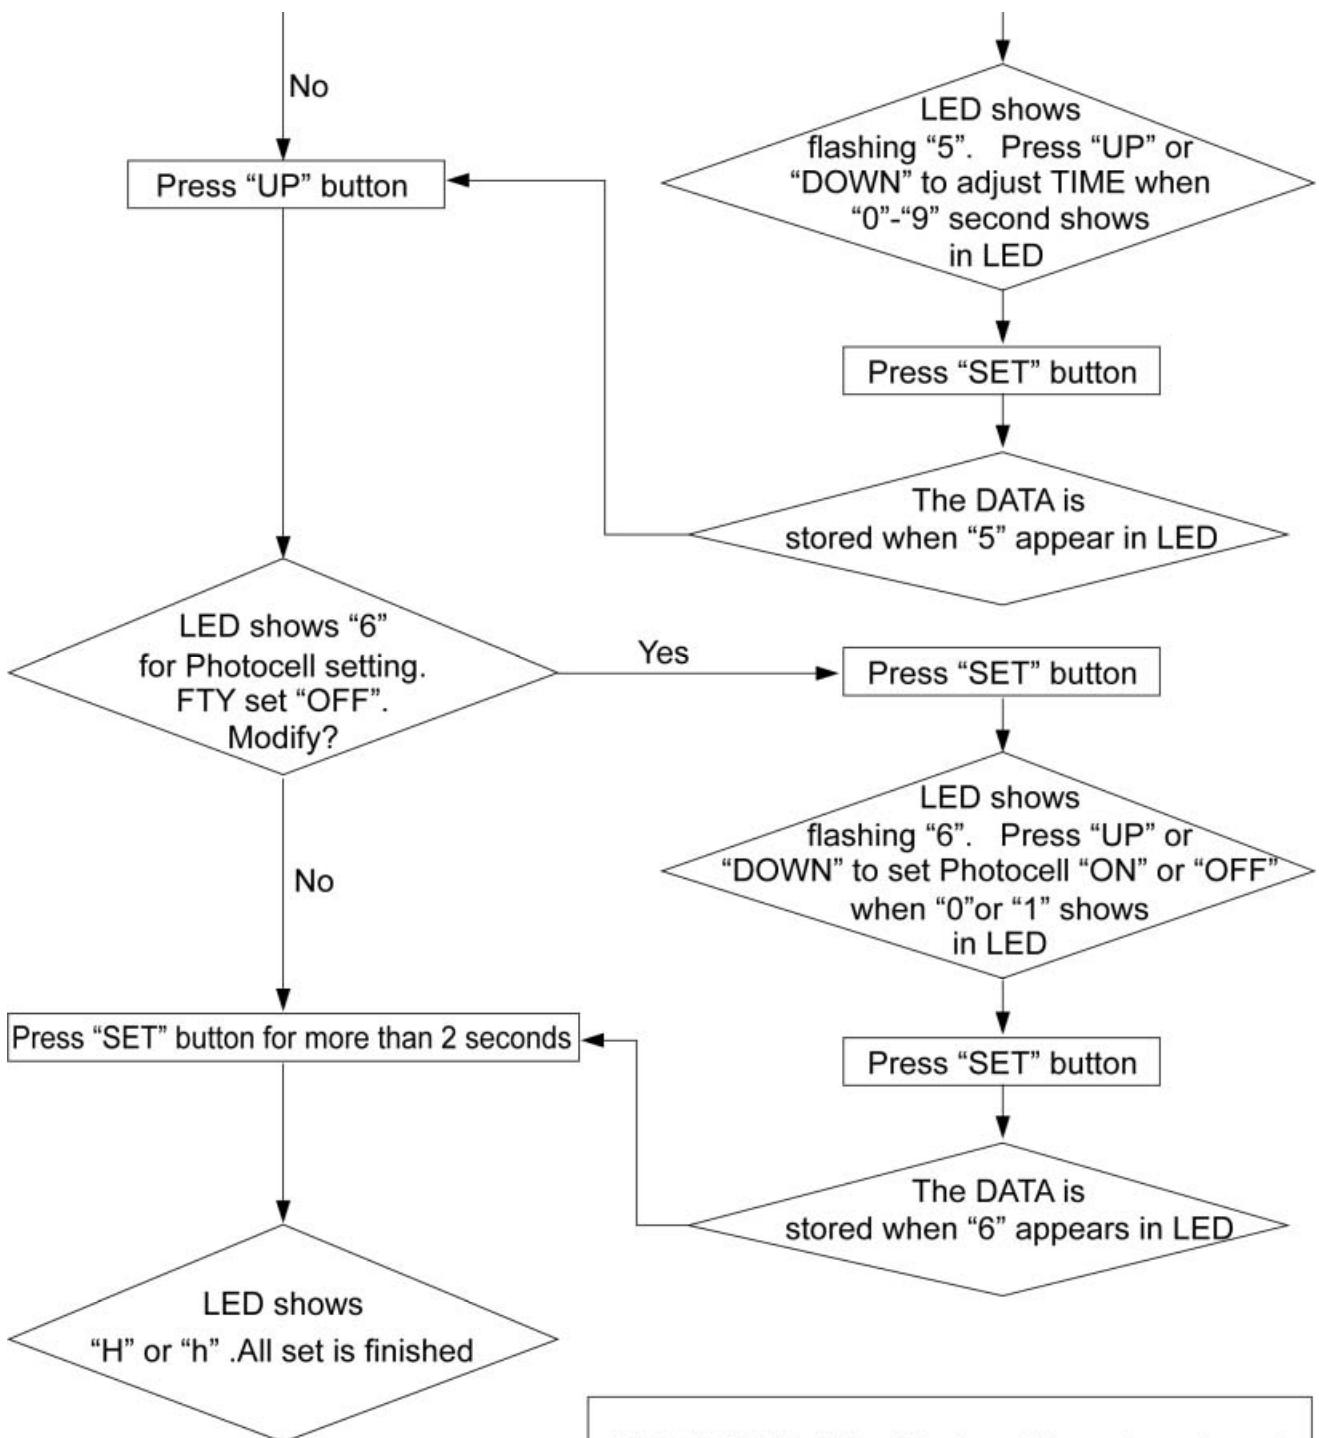 No
Press “UP” button
LED shows
flashing “5”. Press “UP” or
“DOWN” to adjust TIME when
“0”-“9” second shows
in LED
Press “SET” button
The DATA is
stored when “5” appear in LED
LED shows “6”
for Photocell setting.
FTY set “OFF”.
Modify?
Yes
Press “SET” button
LED shows
flashing “6”. Press “UP” or
“DOWN” to set Photocell “ON” or “OFF”
when “0”or “1” shows
in LED
No
Press “SET” button for more than 2 seconds
Press “SET” button
The DATA is
stored when “6” appears in LED
LED shows
“H” or “h” .All set is finished